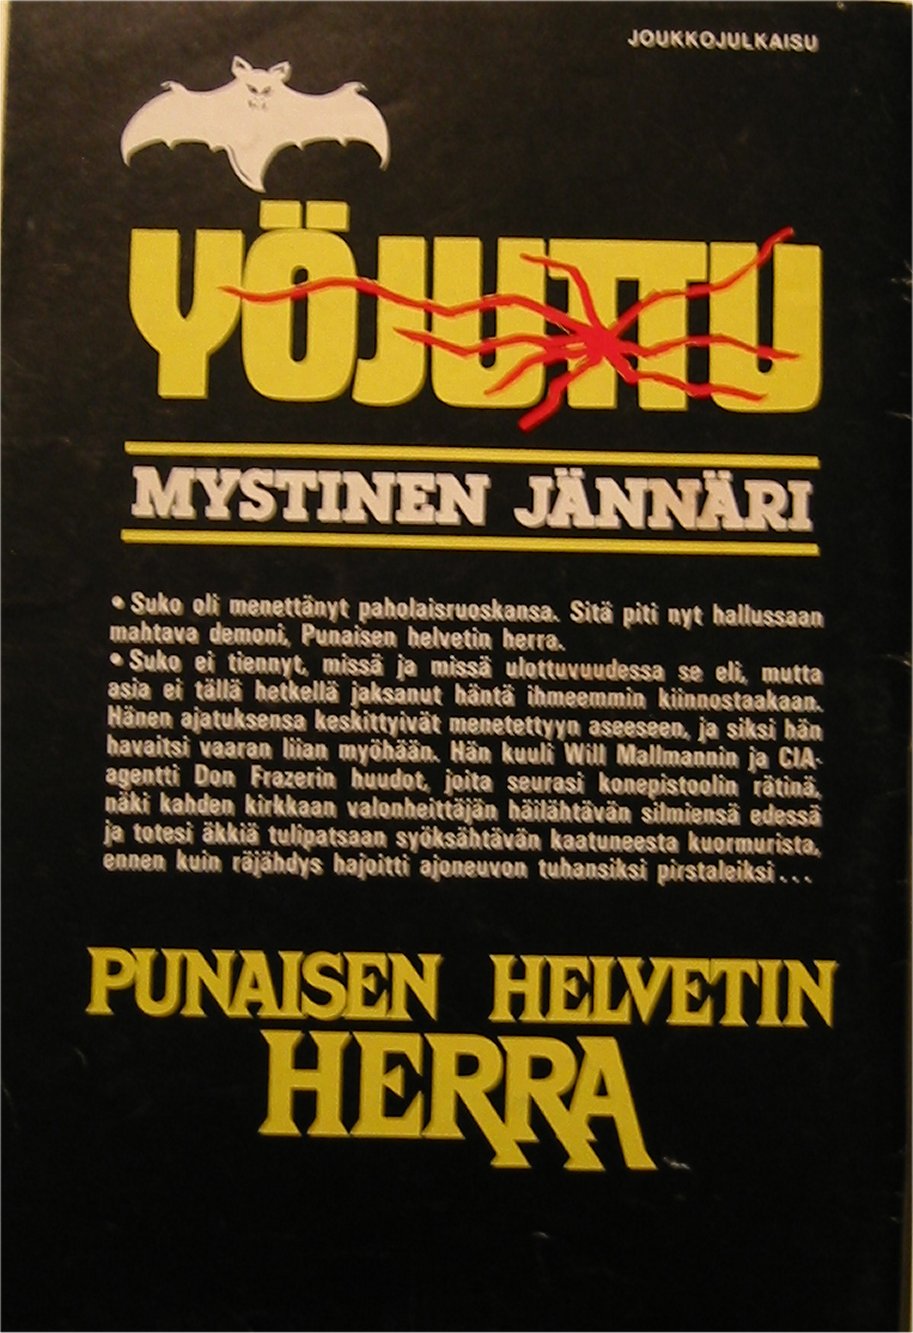 JOUKKOJULKAISU
YÖJUTTU
MYSTINEN JÄNNÄRI
• Suko oli menettänyt paholaisruoskansa. Sitä piti nyt hallussaan
mahtava demoni, Punaisen helvetin herra.
• Suko ei tiennyt, missä ja missä ulottuvuudessa se eli, mutta
asia ei tällä hetkellä jaksanut häntä ihmeemmin kiinnostaakaan.
Hänen ajatuksensa keskittyivät menetettyyn aseeseen, ja siksi hän
havaitsi vaaran liian myöhään. Hän kuuli Will Mallmannin ja CIA-
agentti Don Frazerin huudot, joita seurasi konepistoolin rätinä,
näki kahden kirkkaan valonheittäjän häilähtävän silmiensä edessä
ja totesi äkkiä tulipatsaan syöksähtävän kaatuneesta kuormurista,
ennen kuin räjähdys hajoitti ajoneuvon tuhansiksi pirstaleiksi...
PUNAISEN HELVETIN
HERRA